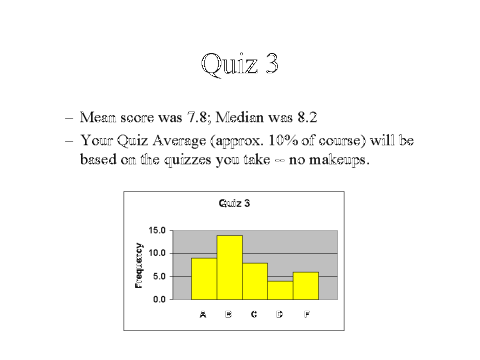 Quiz 3
– Mean score was 7.8; Median was 8.2
– Your Quiz Average (approx. 10% of course) will be
based on the quizzes you take -- no makeups.
Quiz 3
Frequency
15.0
10.0
5.0
0.0
A B C D F